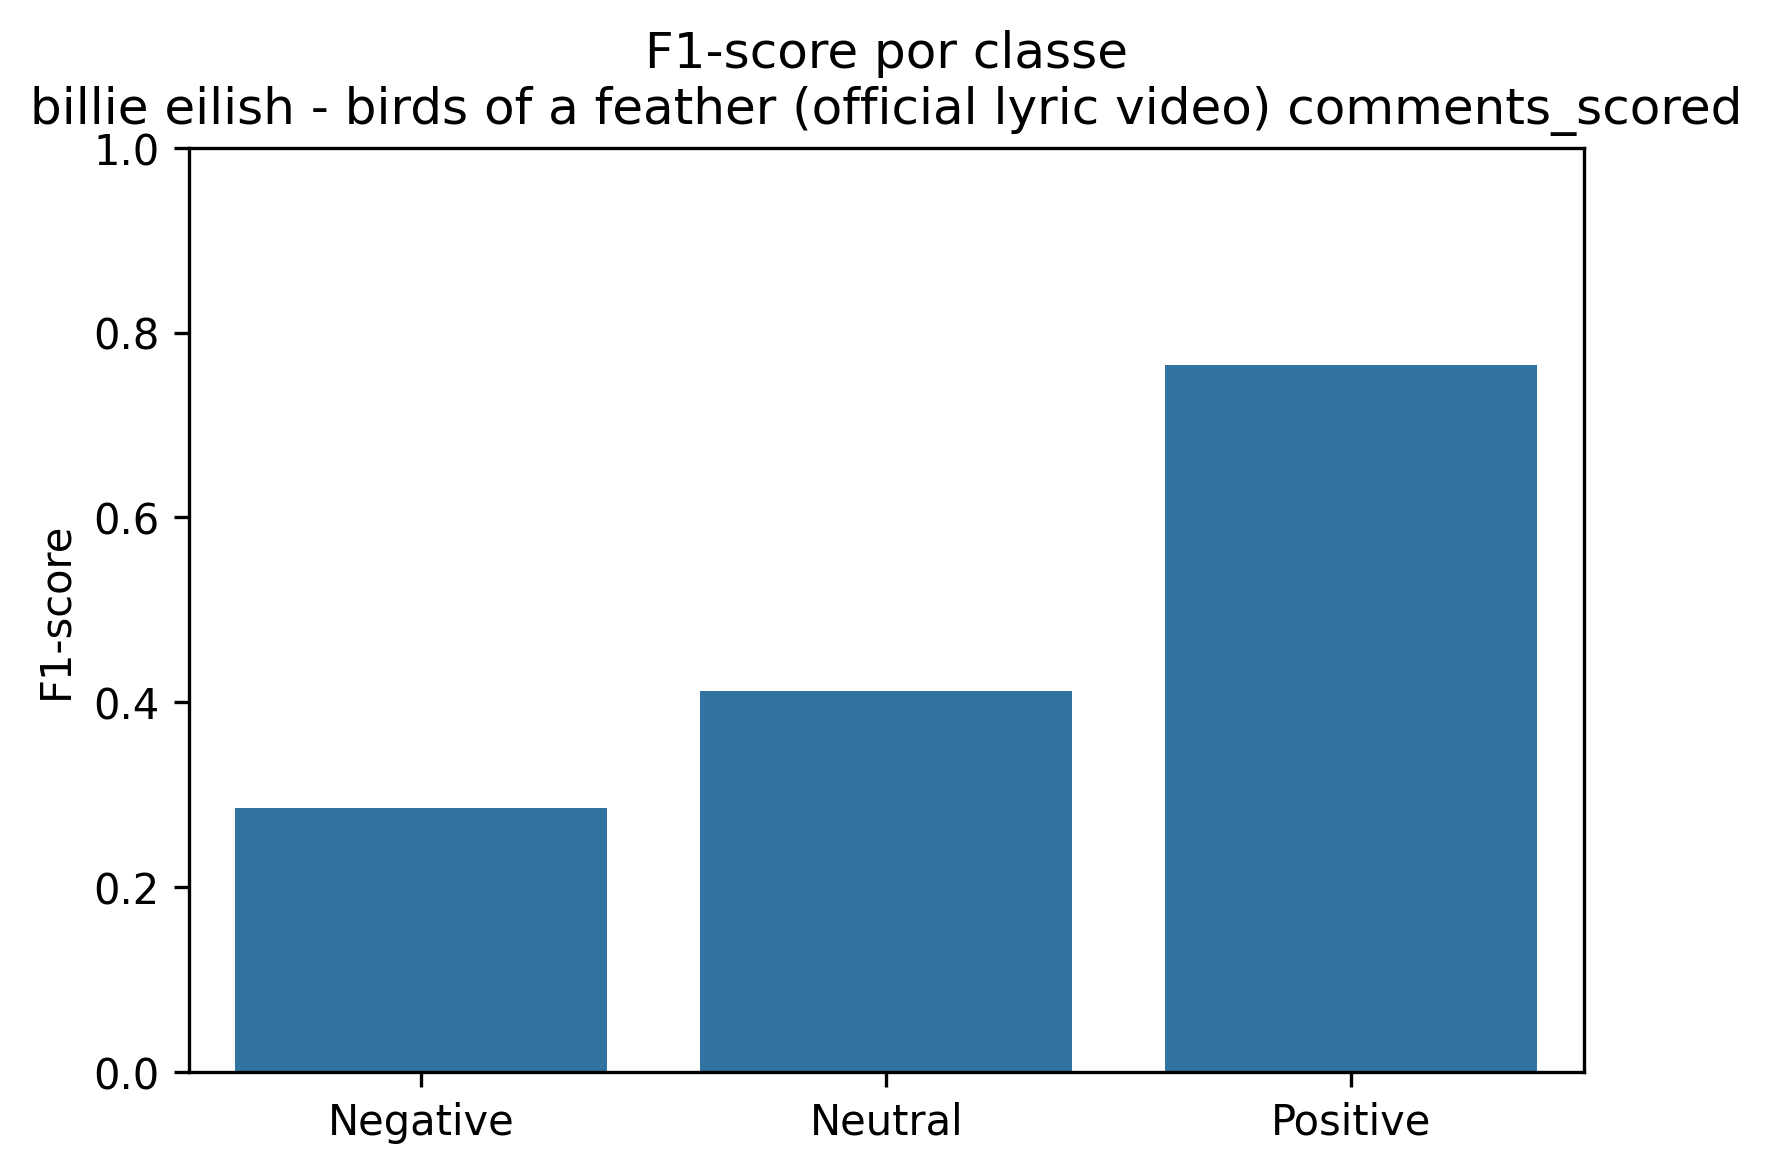 F1-score por classe
billie eilish - birds of a feather (official lyric video) comments_scored
1.0
0.8
0.6
0.4
0.2
0.0
F1-score
Negative
Neutral
Positive